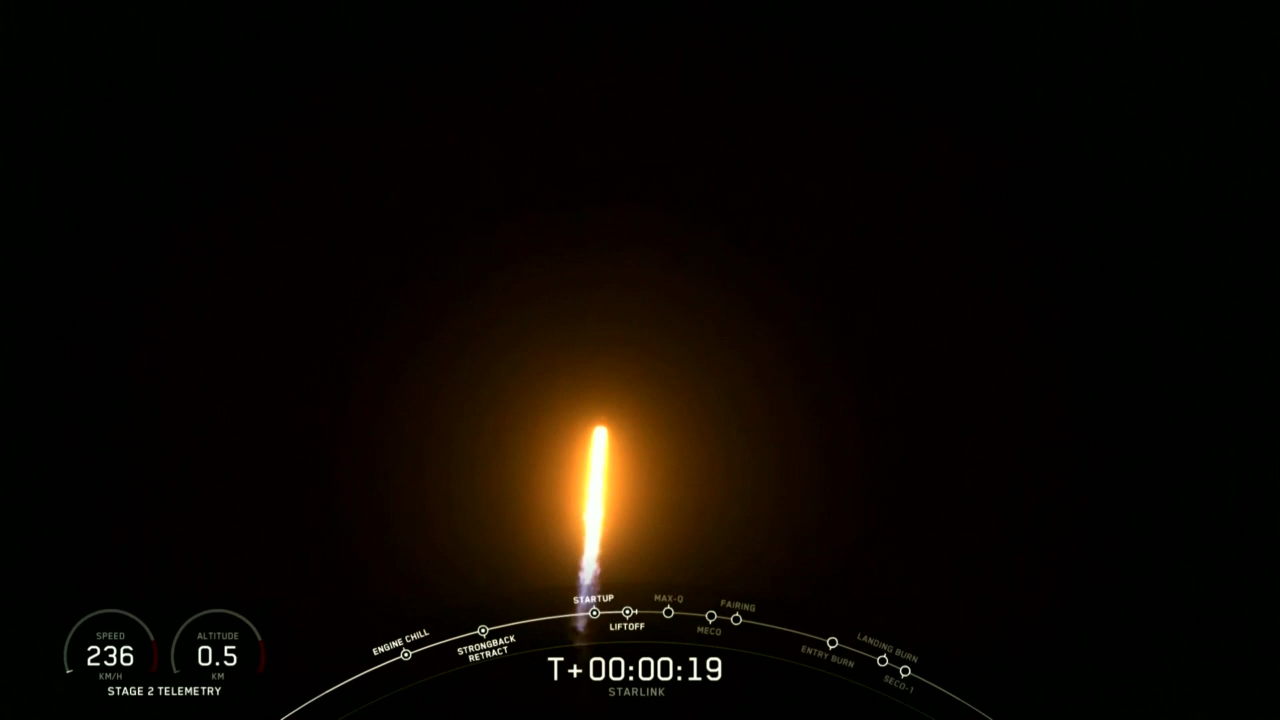 ENGINE CHILL
STRONGBACK
RETRACT
STARTUP
LIFTOFF
MAX-Q
MECO
FAIRING
ENTRY BURN
LANDING BURN
SECO-1
SPEED
236
KM/H
ALTITUDE
0.5
KM
STAGE 2 TELEMETRY
T+00:00:19
STARLINK